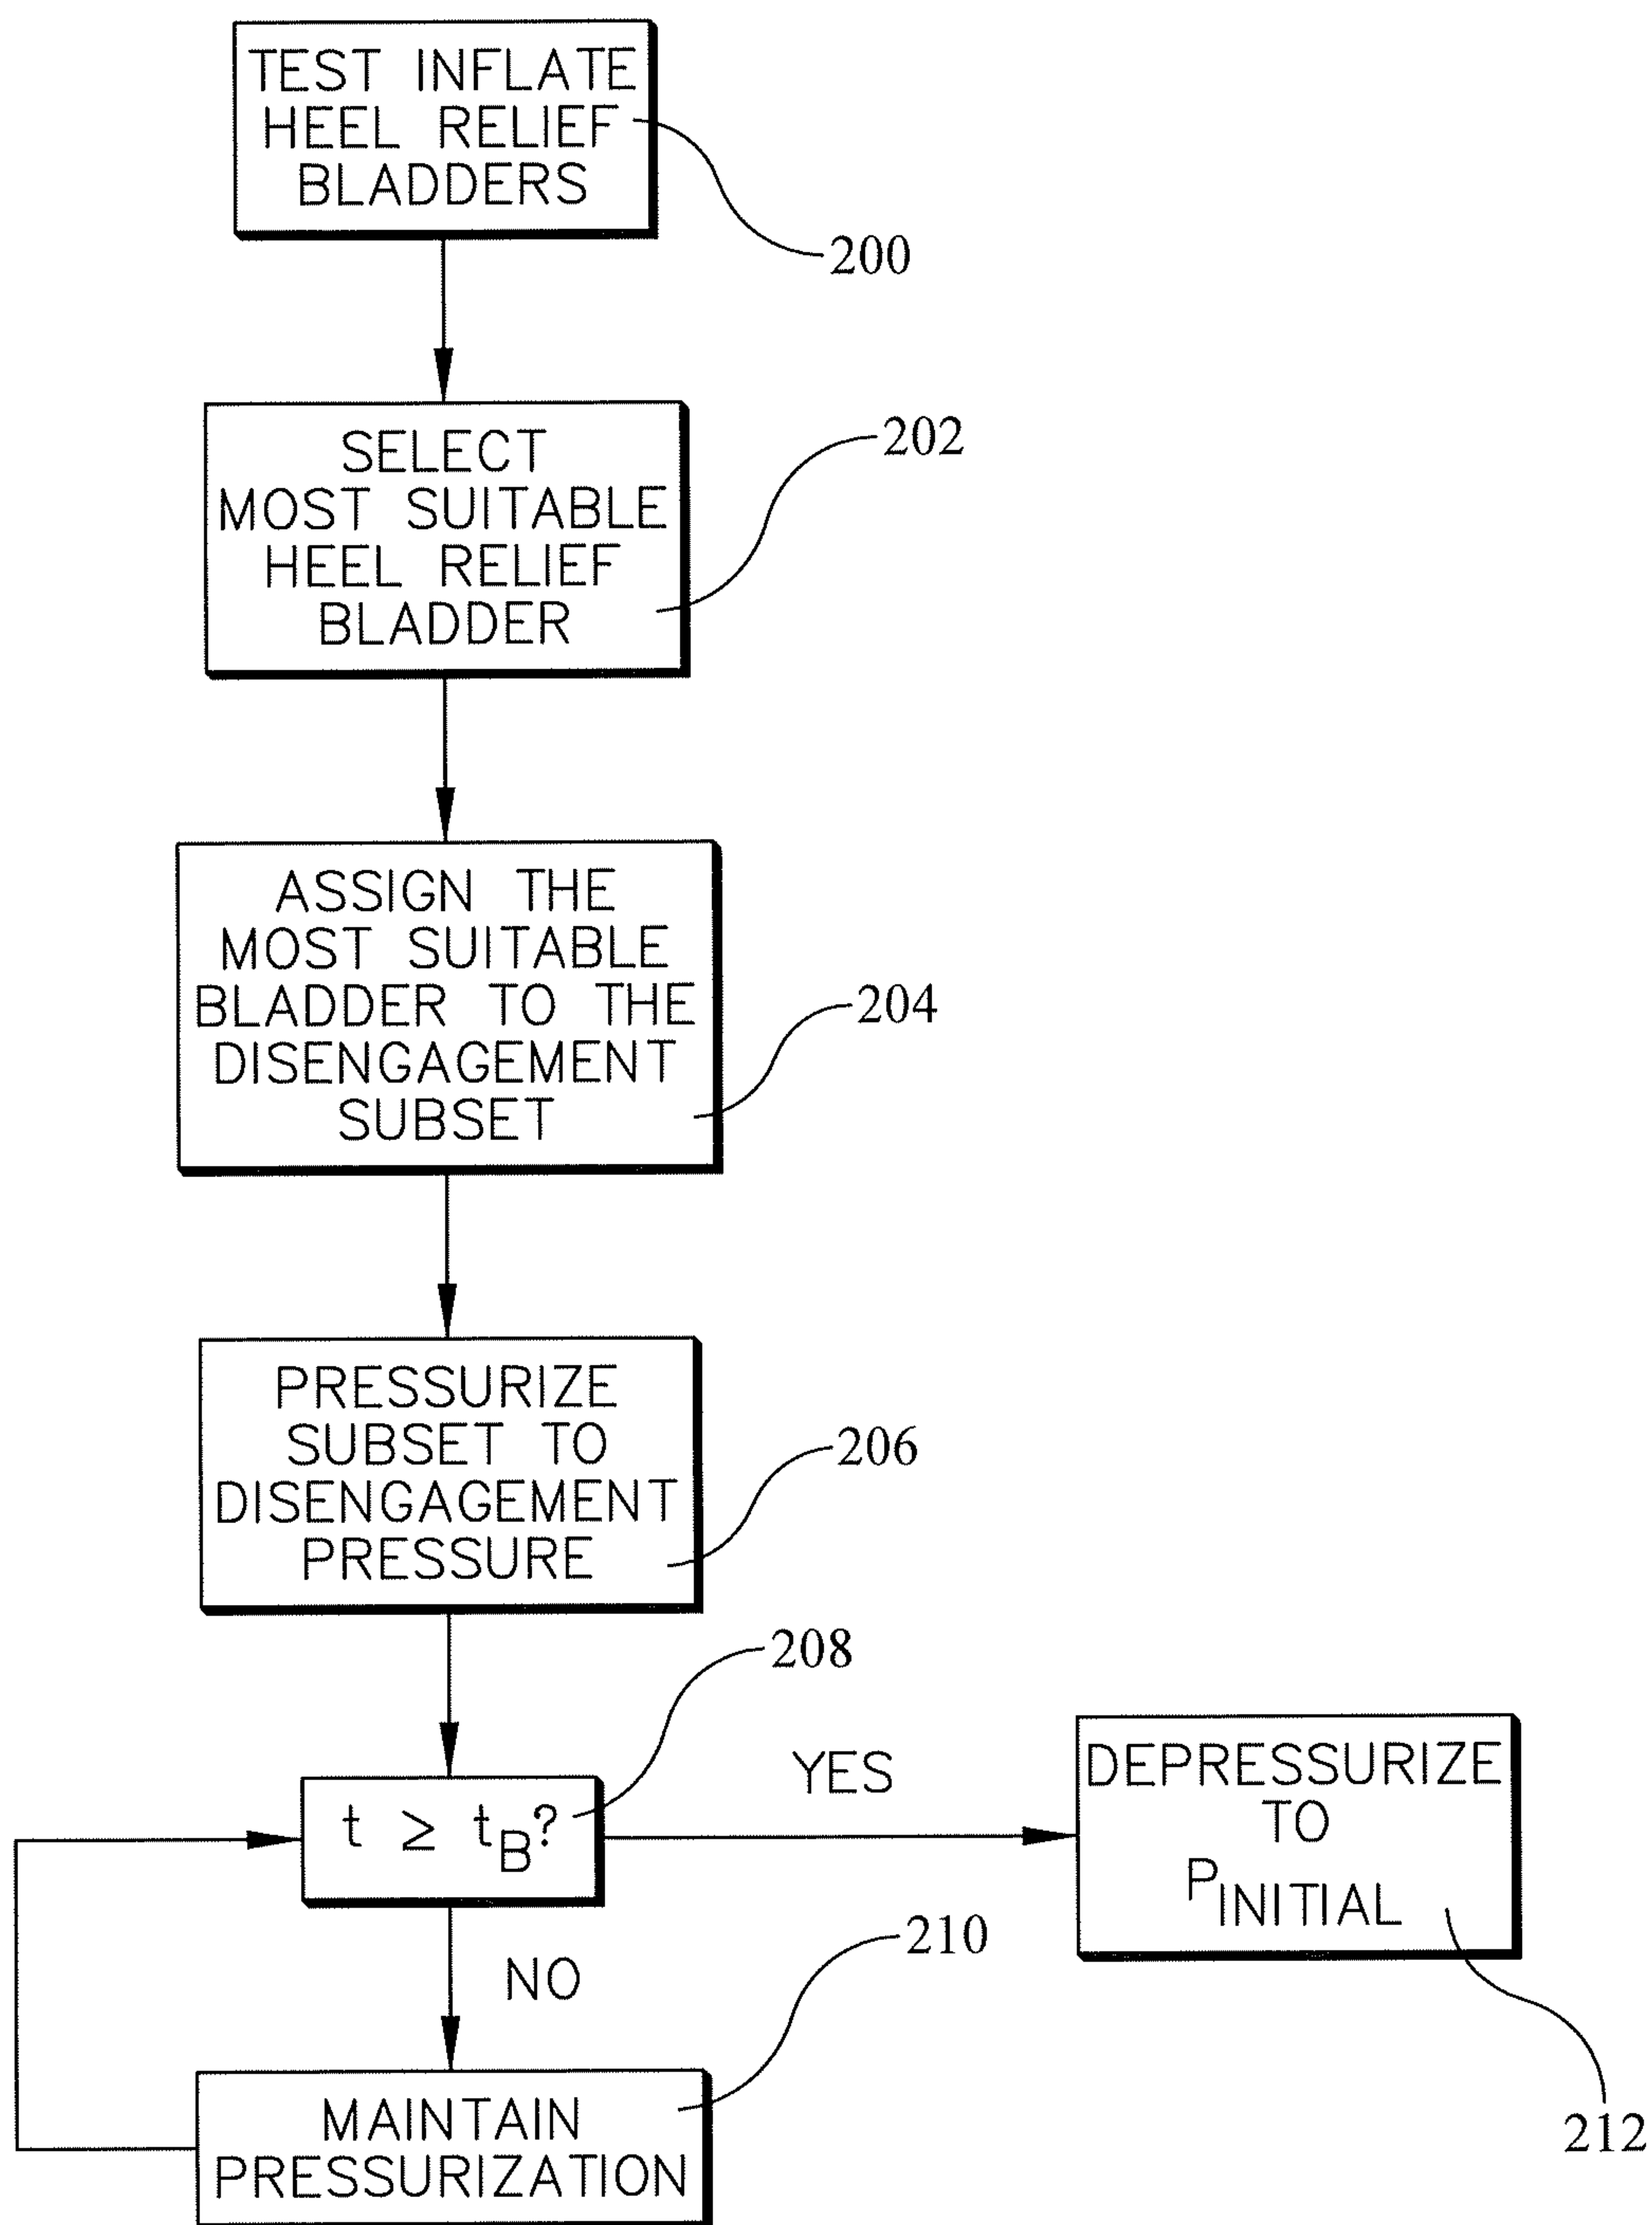 TEST INFLATE
HEEL RELIEF
BLADDERS
200
SELECT
MOST SUITABLE
HEEL RELIEF
BLADDER
202
ASSIGN THE
MOST SUITABLE
BLADDER TO THE
DISENGAGEMENT
SUBSET
204
PRESSURIZE
SUBSET TO
DISENGAGEMENT
PRESSURE
206
208
t ≥ tB?
YES
DEPRESSURIZE
TO
PINITIAL
212
NO
210
MAINTAIN
PRESSURIZATION